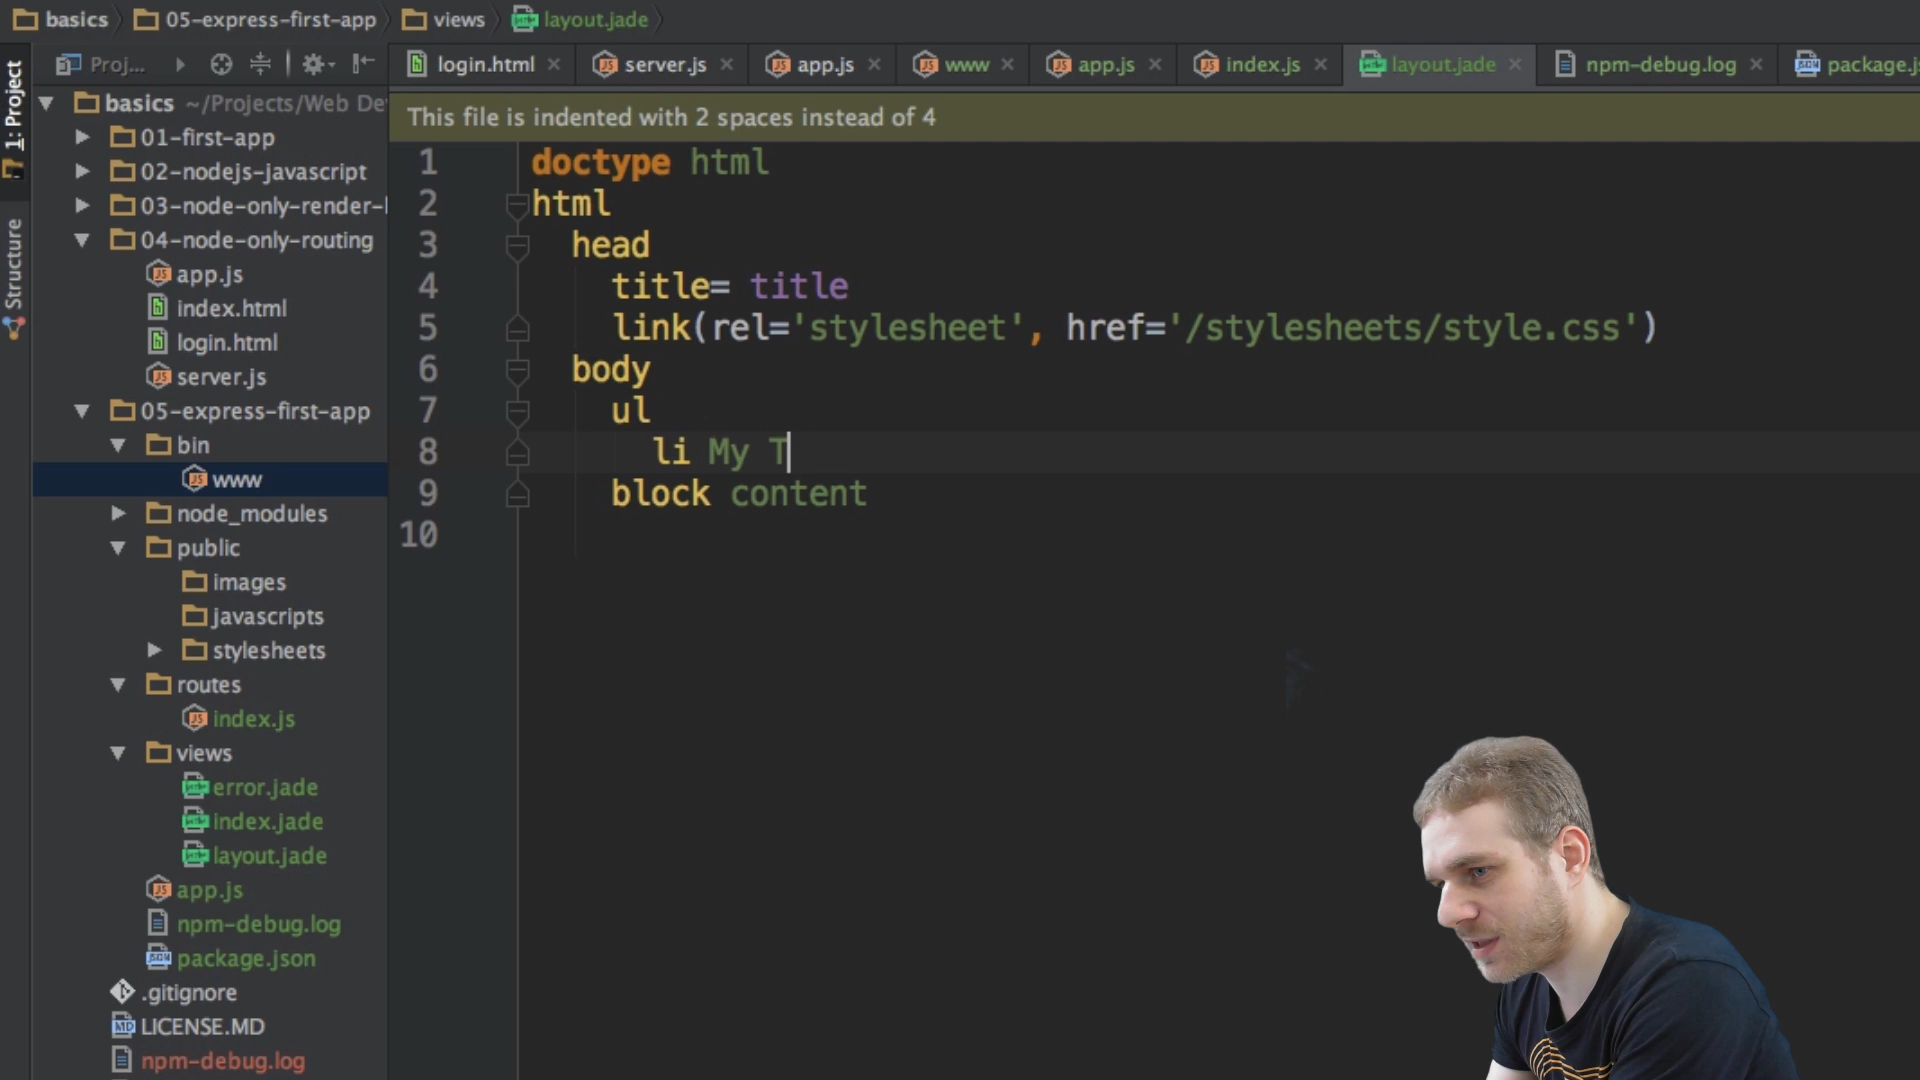 basics 05-express-first-app views layout.jade
Proj...
login.html server.js app.js www app.js index.js layout.jade npm-debug.log package.js
1: Project
Structure
This file is indented with 2 spaces instead of 4
basics ~/Projects/Web De
01-first-app
02-nodejs-javascript
03-node-only-render-
04-node-only-routing
app.js
index.html
login.html
server.js
05-express-first-app
bin
www
node_modules
public
images
javascripts
stylesheets
routes
index.js
views
error.jade
index.jade
layout.jade
app.js
npm-debug.log
package.json
.gitignore
LICENSE.MD
npm-debug.log
1 doctype html
2 html
3 head
4 title= title
5 link(rel='stylesheet', href='/stylesheets/style.css')
6 body
7 ul
8 li My T
9 block content
10